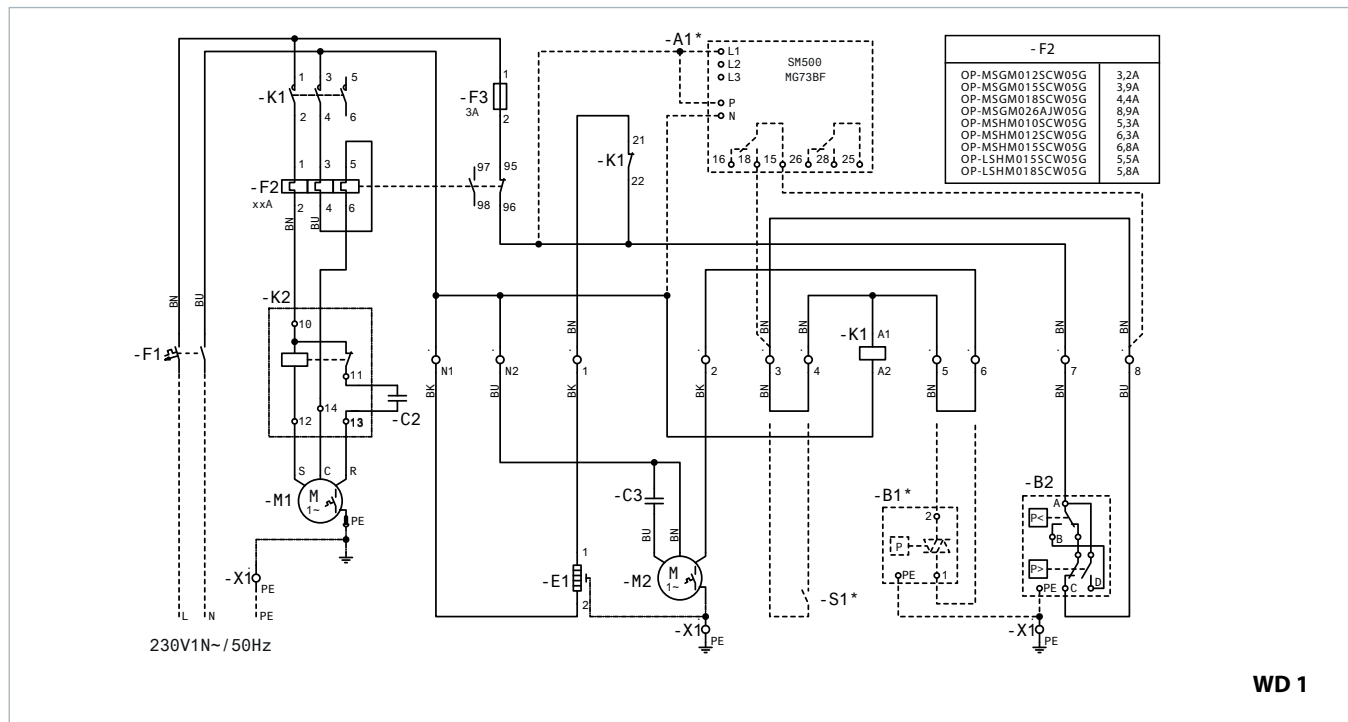 -A1*
L1
L2
L3
P
N
SM500
MG73BF
16 18 15 26 28 25
-F2
OP-MSGM012SCW05G 3,2A
OP-MSGM015SCW05G 3,9A
OP-MSGM018SCW05G 4,4A
OP-MSGM026AJW05G 8,9A
OP-MSHM010SCW05G 5,3A
OP-MSHM012SCW05G 6,3A
OP-MSHM015SCW05G 6,8A
OP-LSHM015SCW05G 5,5A
OP-LSHM018SCW05G 5,8A
-K1
1 3 5
2 4 6
-F3
3A
1
2
-K1
21
22
-F2
xxA
1 3 5
2 4 6
97 95
98 96
BN BU
BN BU
-K2
10
11
14
12 13
-C2
-F1
BN BN BN BN BN
-K1
A1
A2
N1 N2 1 2 3 4 5 6 7 8
BK BU BK BK BN BN BN BU
S C R
-M1
M
1~
PE
-X1
PE
L N PE
230V1N~/50Hz
-C3
BU BN
-E1
1
2
-M2
M
1~
-X1
PE
-S1*
-B1*
2
P
PE 1
-B2
A
P<
B
P>
PE C D
-X1
PE
WD 1